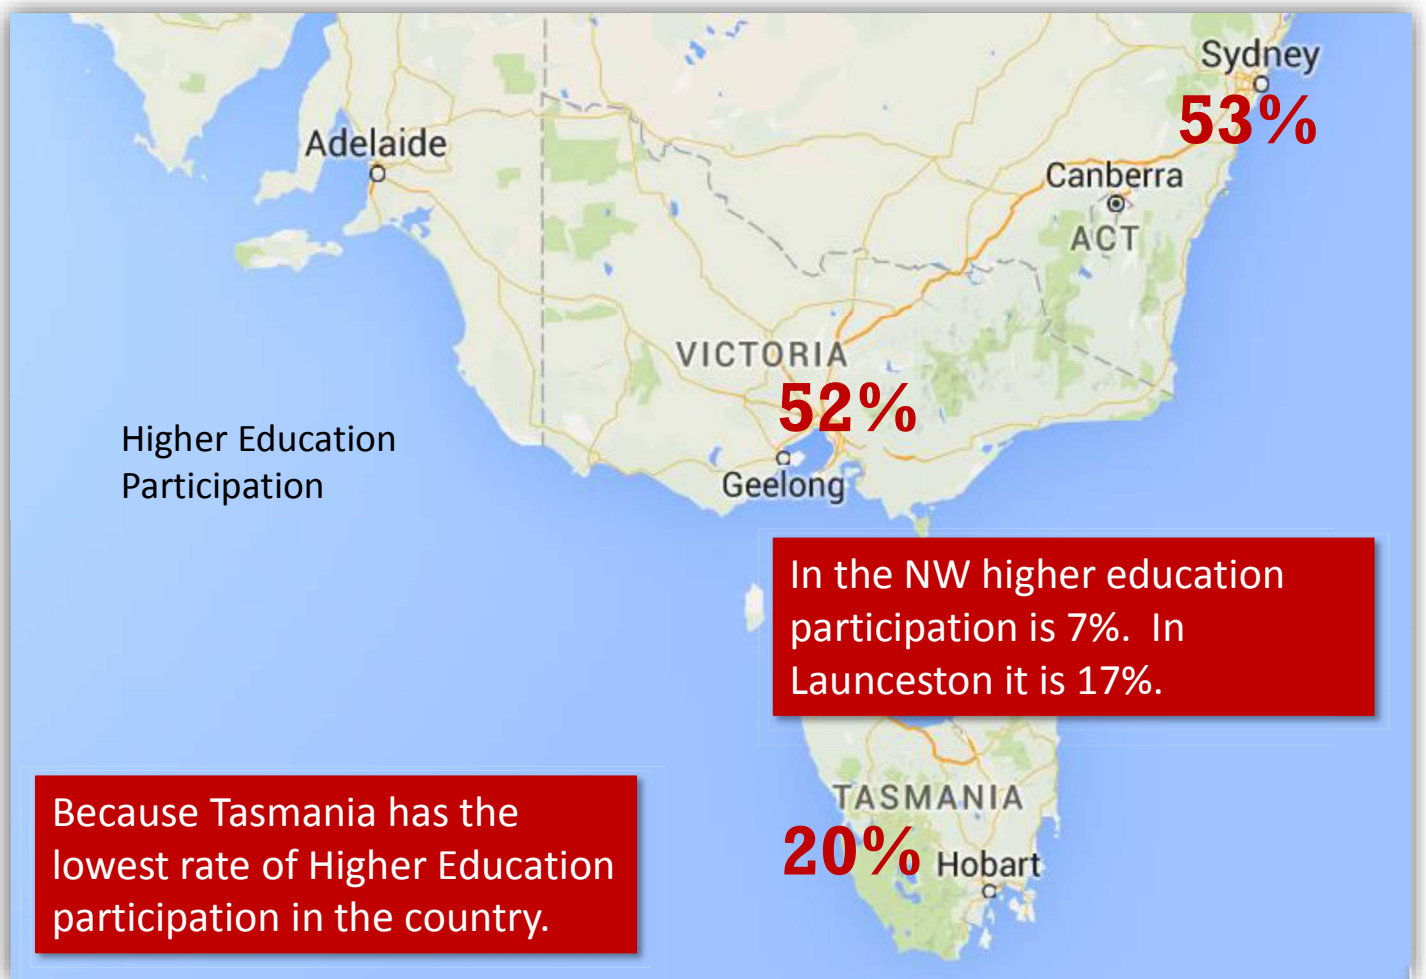 Sydney
53%
Adelaide
Canberra
ACT
VICTORIA
52%
Higher Education
Participation
Geelong
In the NW higher education
participation is 7%.  In
Launceston it is 17%.
TASMANIA
20%
Hobart
Because Tasmania has the
lowest rate of Higher Education
participation in the country.